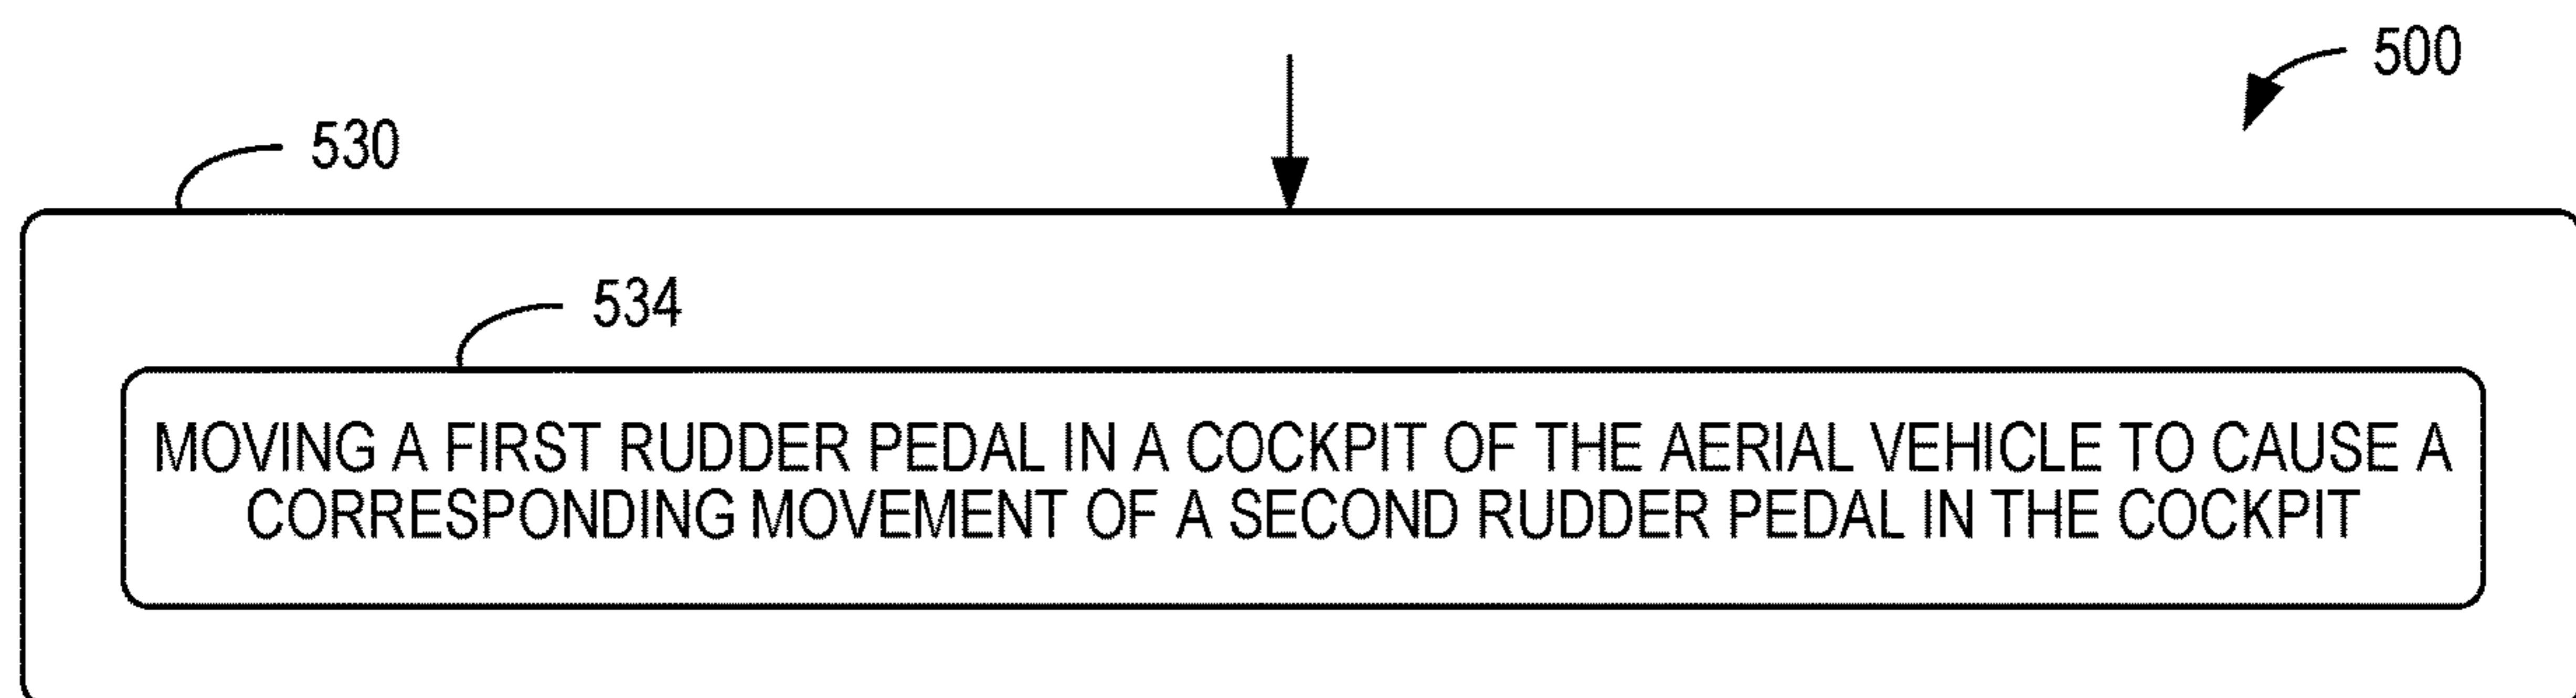 500
530
534
MOVING A FIRST RUDDER PEDAL IN A COCKPIT OF THE AERIAL VEHICLE TO CAUSE A
CORRESPONDING MOVEMENT OF A SECOND RUDDER PEDAL IN THE COCKPIT